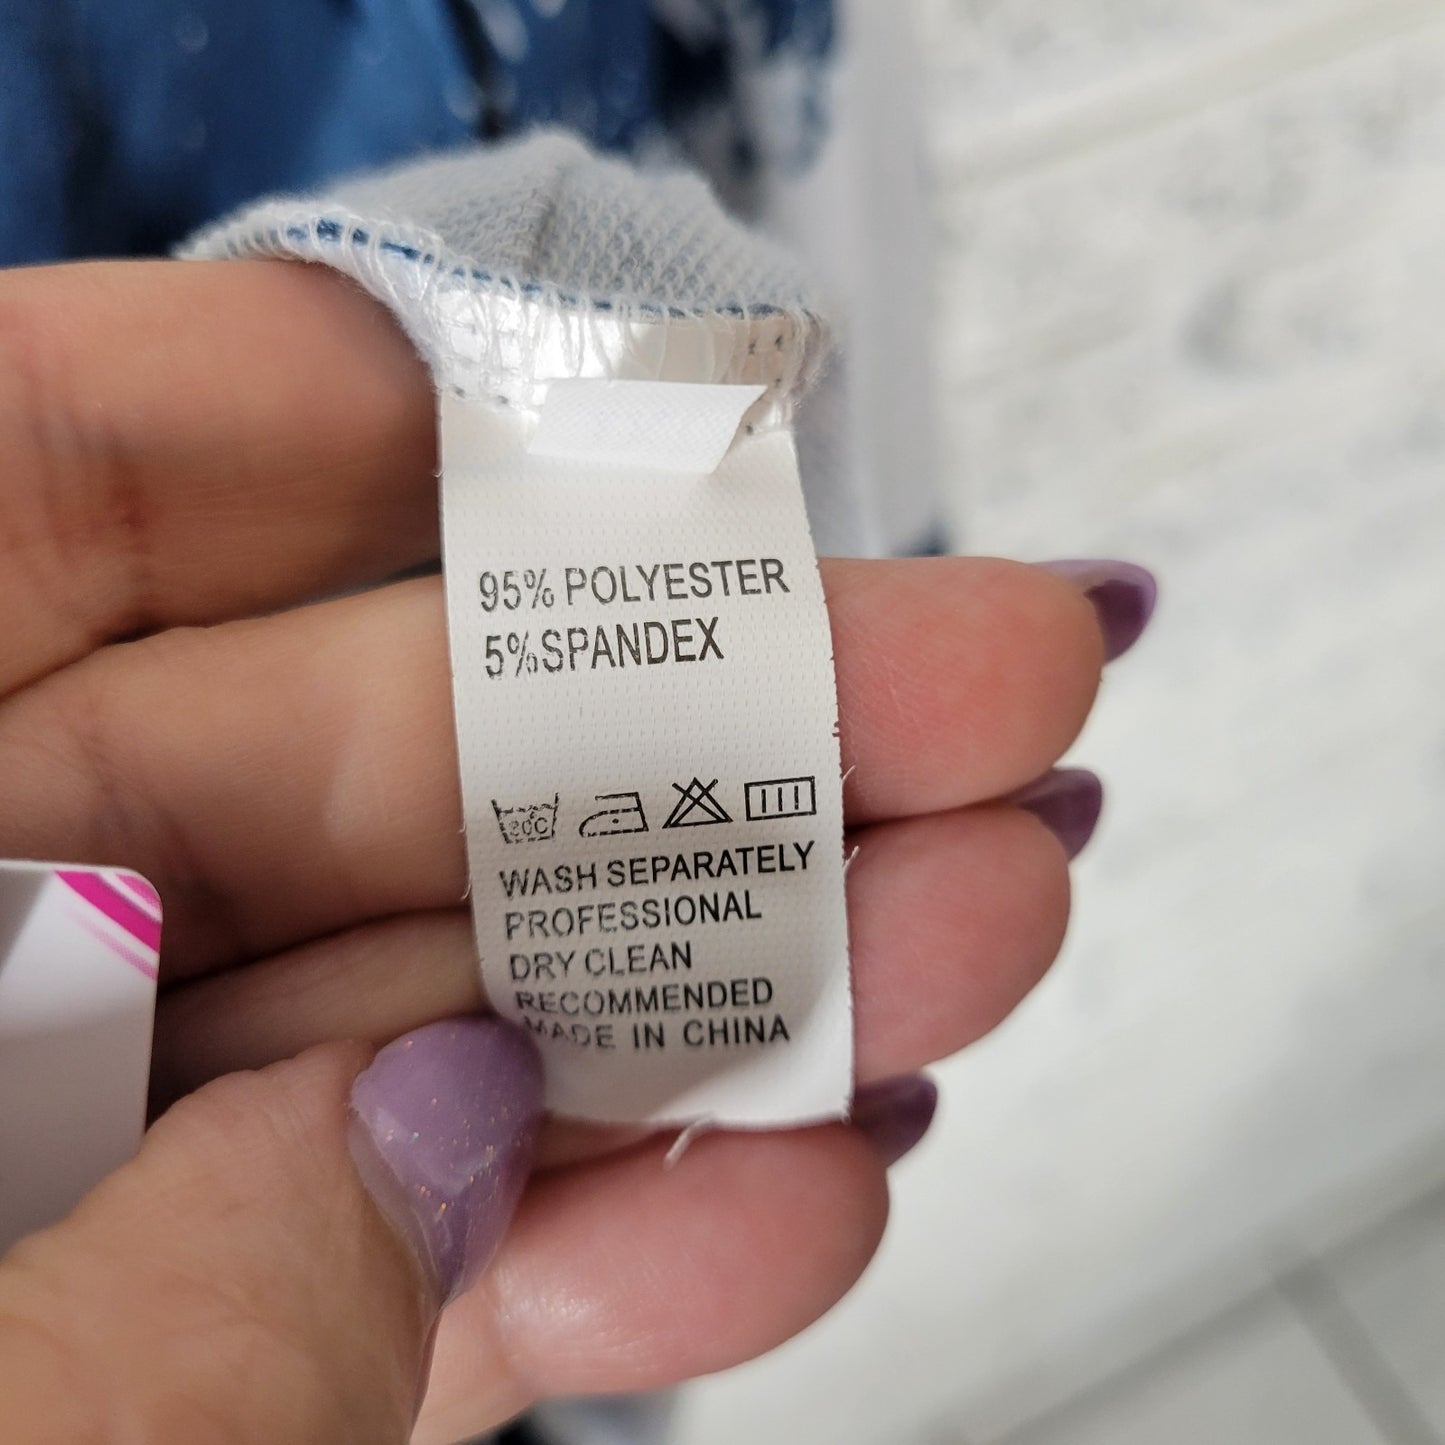 95% POLYESTER
5%SPANDEX
WASH SEPARATELY
PROFESSIONAL
DRY CLEAN
RECOMMENDED
MADE IN CHINA